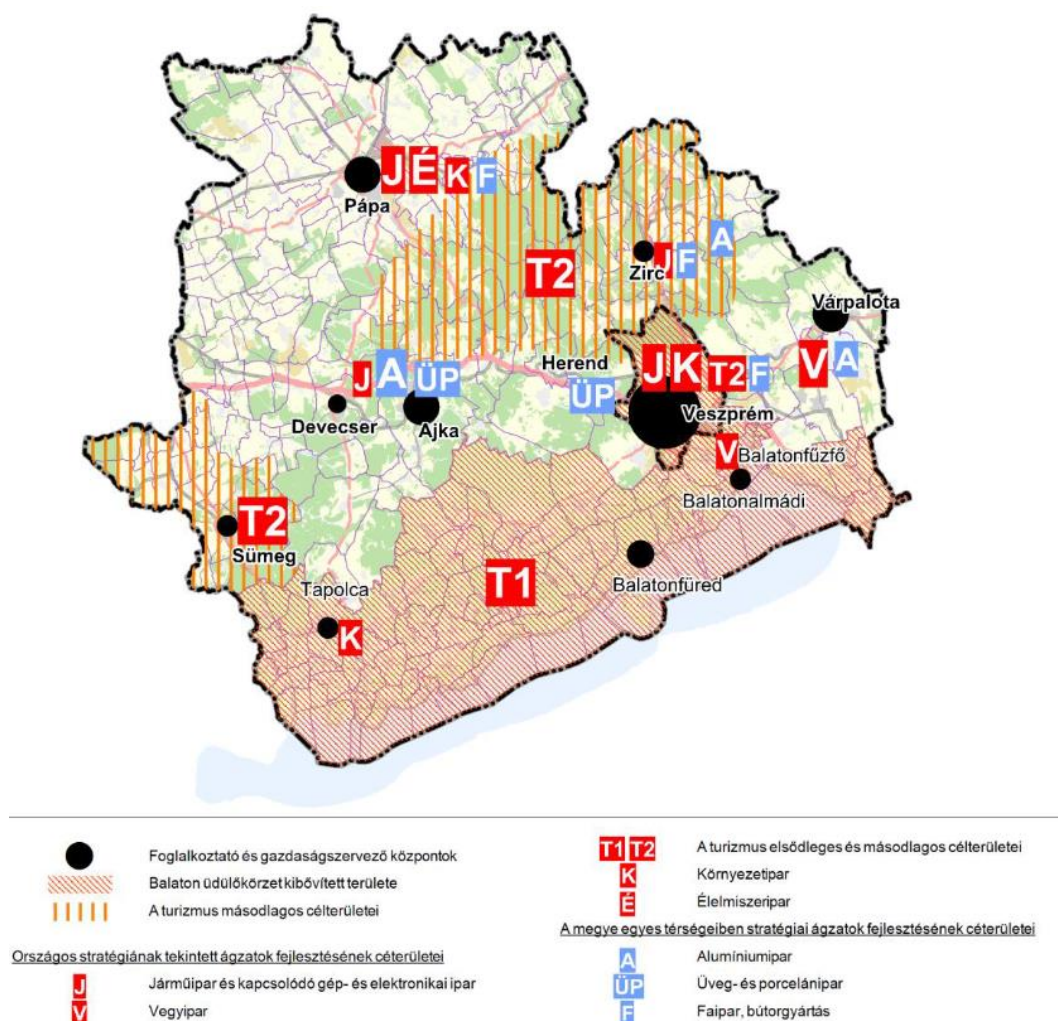 J É K F
Pápa
A
T2
Zirc
J F
Várpalota
Herend
J K T2 F
V A
J A ÜP
ÜP
Veszprém
Devecser
Ajka
V
Balatonfűzfő
Balatonalmádi
T2
Sümeg
T1
Balatonfüred
Tapolca
K
Foglalkoztató és gazdaságszervező központok
Balaton üdülőkörzet kibővített területe
A turizmus másodlagos célterületei
Országos stratégiának tekintett ágzatok fejlesztésének céterületei
J Járműipar és kapcsolódó gép- és elektronikai ipar
V Vegyipar
T1 T2 A turizmus elsődleges és másodlagos célterületei
K Környezetipar
É Élelmiszeripar
A megye egyes térségeiben stratégiai ágzatok fejlesztésének céterületei
A Alumíniumipar
ÜP Üveg- és porcelánipar
F Faipar, bútorgyártás